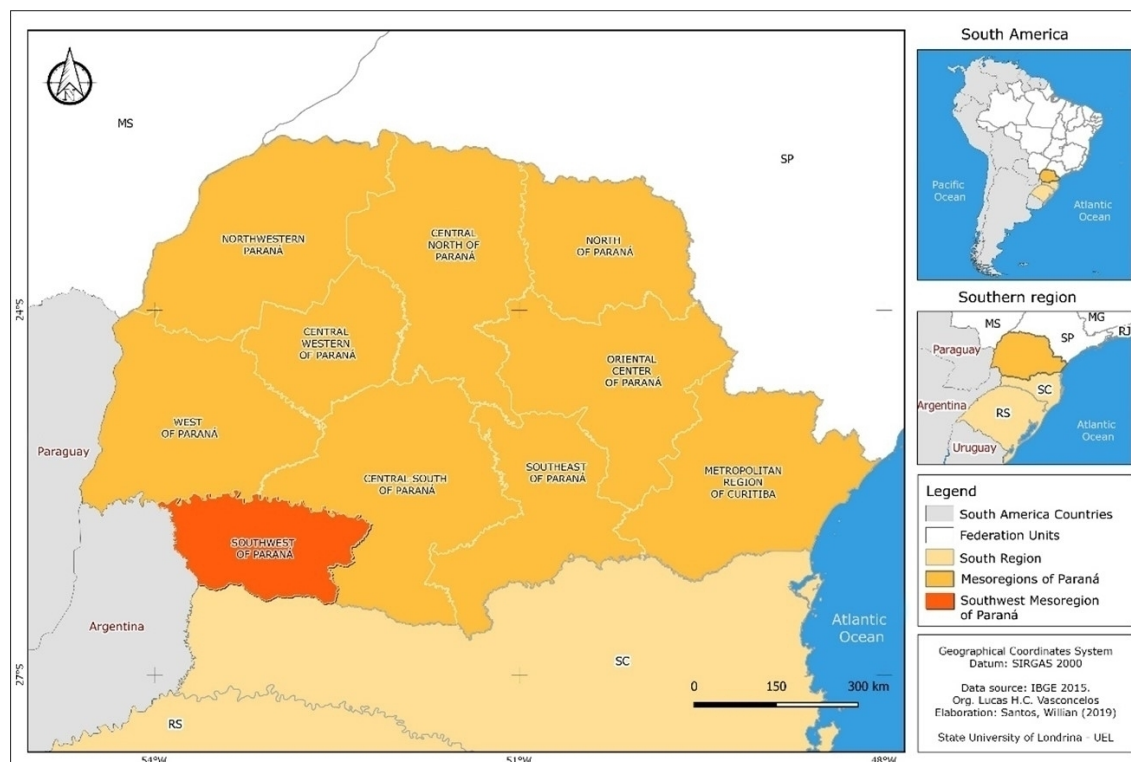 N
MS
SP
NORTHWESTERN
PARANÁ
CENTRAL
NORTH OF
PARANÁ
NORTH
OF PARANÁ
24°S
CENTRAL
WESTERN
OF PARANÁ
ORIENTAL
CENTER
OF PARANÁ
WEST
OF PARANÁ
Paraguay
CENTRAL SOUTH
OF PARANÁ
SOUTHEAST
OF PARANÁ
METROPOLITAN
REGION
OF CURITIBA
SOUTHWEST
OF PARANÁ
Argentina
Atlantic
Ocean
SC
27°S
0 150 300 km
RS
54°W
51°W
48°W
South America
Pacific
Ocean
Atlantic
Ocean
Southern region
MS
MG
SP
RJ
Paraguay
SC
Argentina
RS
Atlantic
Ocean
Uruguay
Legend
South America Countries
Federation Units
South Region
Mesoregions of Paraná
Southwest Mesoregion
of Paraná
Geographical Coordinates System
Datum: SIRGAS 2000
Data source: IBGE 2015.
Org. Lucas H.C. Vasconcelos
Elaboration: Santos, Willian (2019)
State University of Londrina - UEL